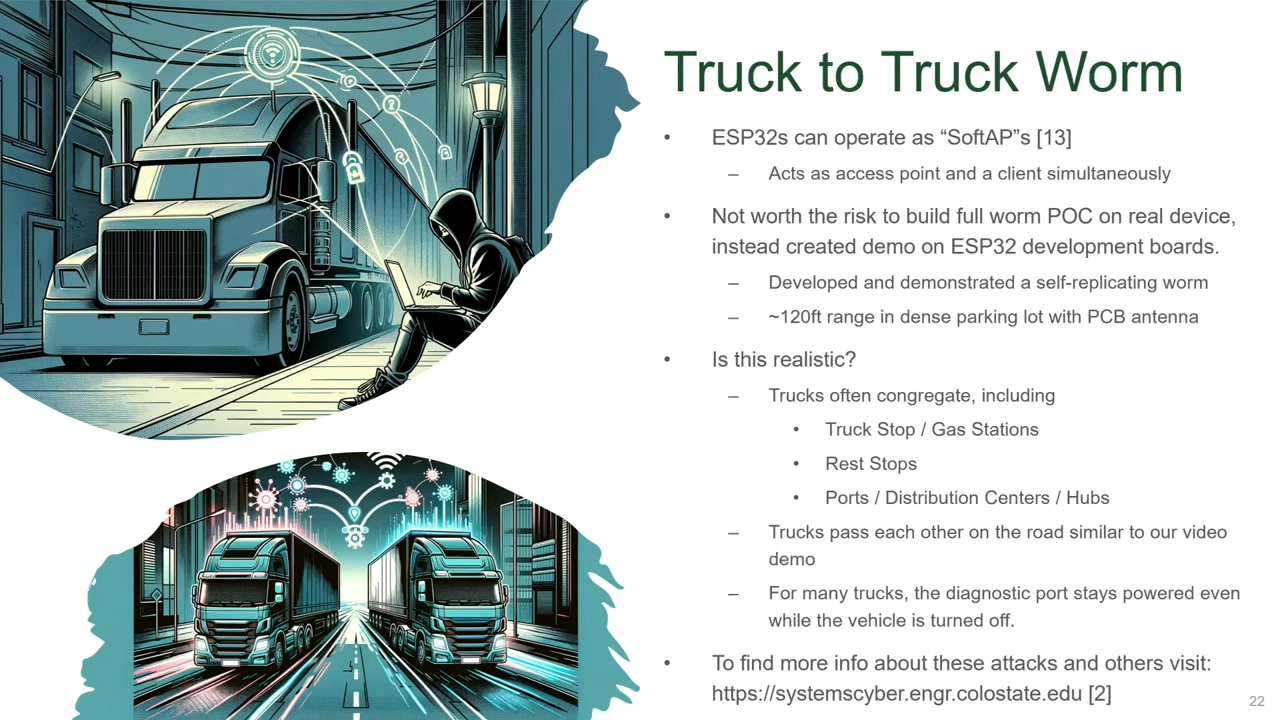 Truck to Truck Worm
• ESP32s can operate as “SoftAP”s [13]
– Acts as access point and a client simultaneously
• Not worth the risk to build full worm POC on real device,
instead created demo on ESP32 development boards.
– Developed and demonstrated a self-replicating worm
– ~120ft range in dense parking lot with PCB antenna
• Is this realistic?
– Trucks often congregate, including
• Truck Stop / Gas Stations
• Rest Stops
• Ports / Distribution Centers / Hubs
– Trucks pass each other on the road similar to our video
demo
– For many trucks, the diagnostic port stays powered even
while the vehicle is turned off.
• To find more info about these attacks and others visit:
https://systemscyber.engr.colostate.edu [2]
22